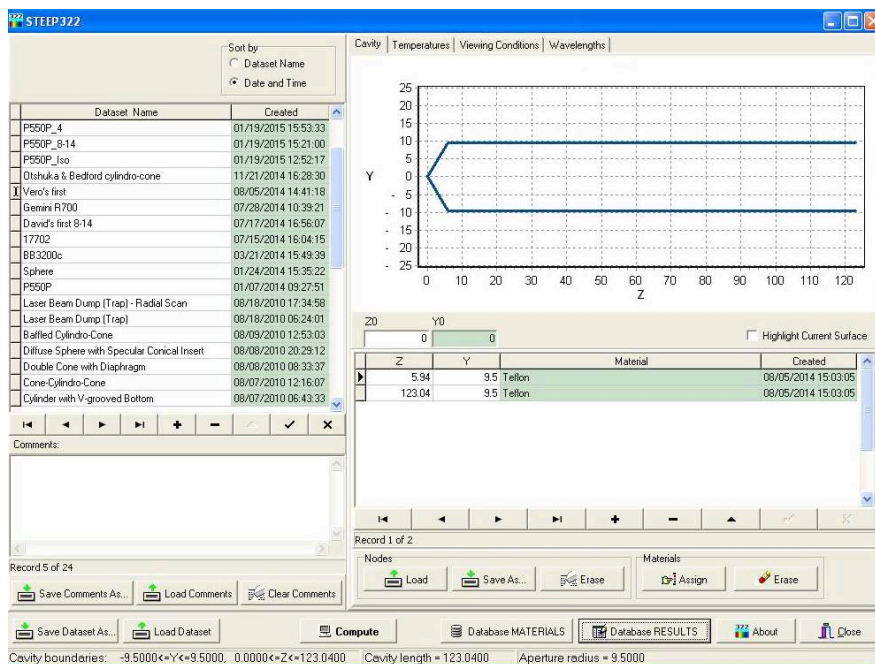 STEEP322
Sort by
Dataset Name
Date and Time
Dataset Name Created
P550P_4 01/19/2015 15:53:33
P550P_8-14 01/19/2015 15:21:00
P550P_Iso 01/19/2015 12:52:17
Otshuka & Bedford cylindro-cone 11/21/2014 16:28:30
Vero's first 08/05/2014 14:41:18
Gemini R700 07/28/2014 10:39:21
David's first 8-14 07/17/2014 16:56:07
17702 07/15/2014 16:04:15
BB3200c 03/21/2014 15:49:39
Sphere 01/24/2014 15:35:22
P550P 01/07/2014 09:27:51
Laser Beam Dump (Trap) - Radial Scan 08/18/2010 17:34:58
Laser Beam Dump (Trap) 08/18/2010 06:24:01
Baffled Cylindro-Cone 08/09/2010 12:53:03
Diffuse Sphere with Specular Conical Insert 08/08/2010 20:29:12
Double Cone with Diaphragm 08/08/2010 08:33:37
Cone-Cylindro-Cone 08/07/2010 12:16:07
Cylinder with V-grooved Bottom 08/07/2010 06:43:33
Comments:
Record 5 of 24
Save Comments As... Load Comments Clear Comments
Cavity Temperatures Viewing Conditions Wavelengths
25
20
15
10
5
Y 0
- 5
- 10
- 15
- 20
- 25
0 10 20 30 40 50 60 70 80 90 100 110 120
Z
Z0 Y0
0 0 Highlight Current Surface
Z Y Material Created
5.94 9.5 Teflon 08/05/2014 15:03:05
123.04 9.5 Teflon 08/05/2014 15:03:05
Record 1 of 2
Nodes Materials
Load Save As... Erase Assign Erase
Save Dataset As... Load Dataset Compute Database MATERIALS Database RESULTS About Close
Cavity boundaries: -9.5000<=Y<=9.5000, 0.0000<=Z<=123.0400 Cavity length = 123.0400 Aperture radius = 9.5000